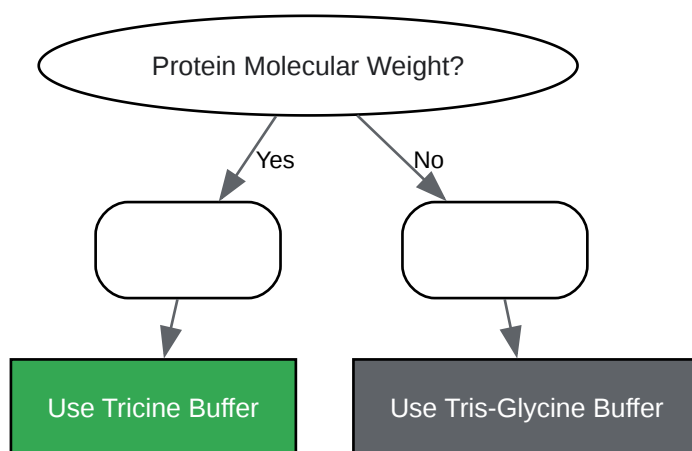 Protein Molecular Weight?
Yes
No
Use Tricine Buffer
Use Tris-Glycine Buffer